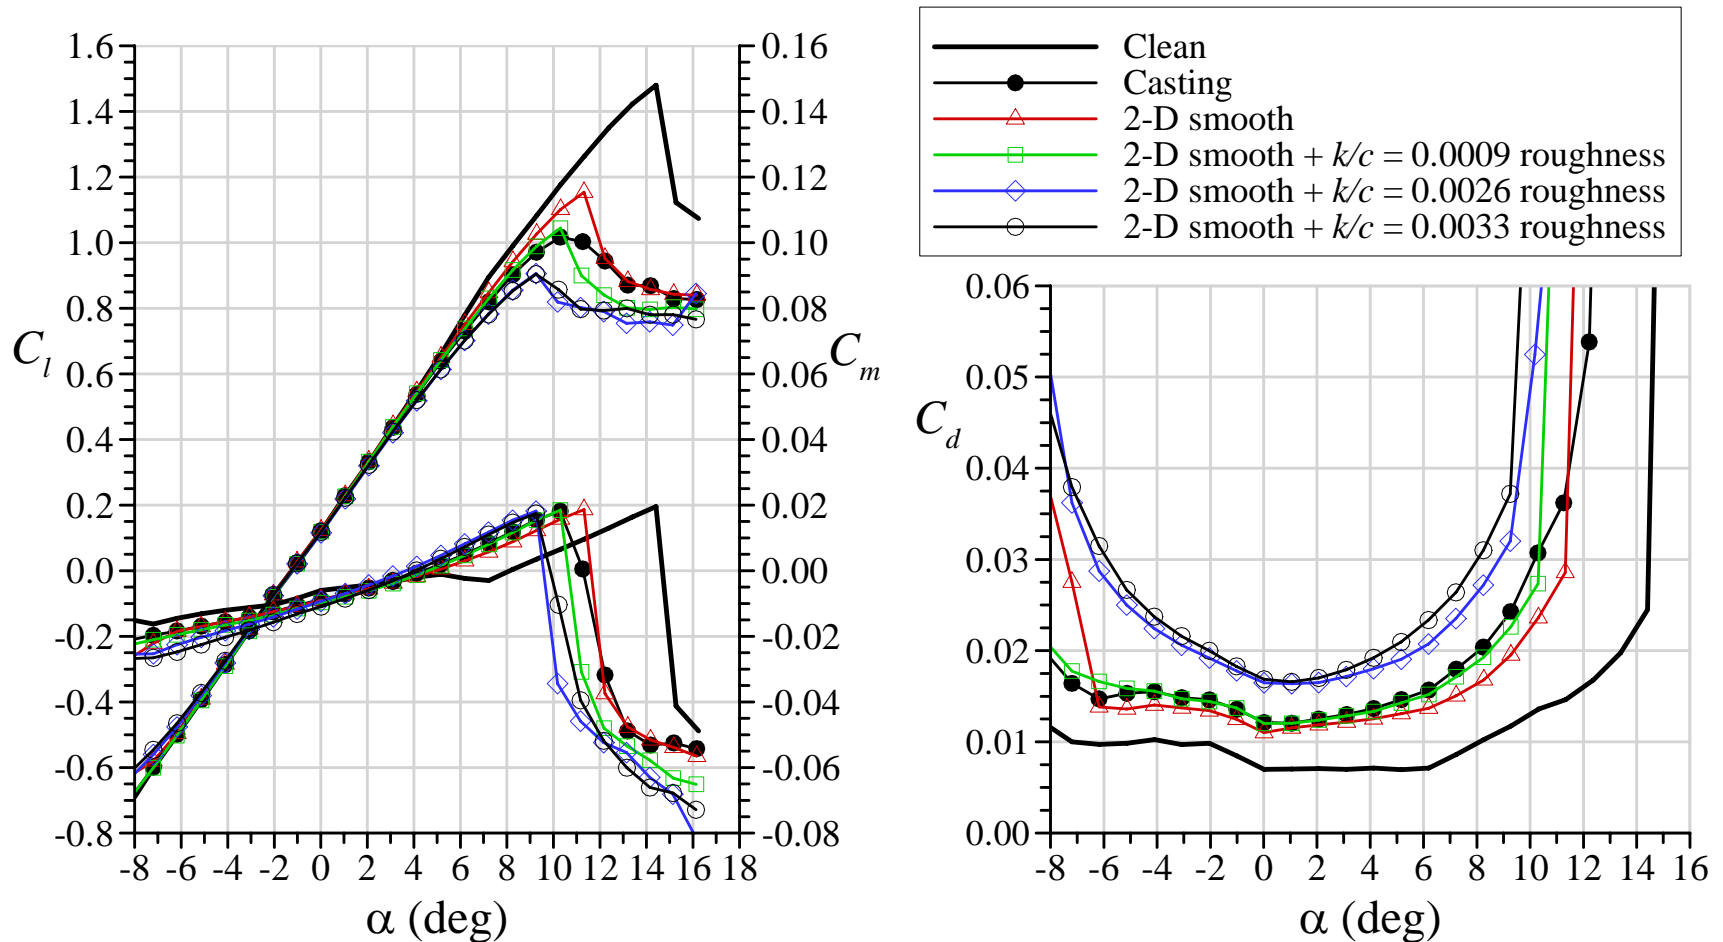 Clean
Casting
2-D smooth
2-D smooth + k/c = 0.0009 roughness
2-D smooth + k/c = 0.0026 roughness
2-D smooth + k/c = 0.0033 roughness
1.6
1.4
1.2
1.0
0.8
0.6
0.4
0.2
0.0
-0.2
-0.4
-0.6
-0.8
Cl
0.16
0.14
0.12
0.10
0.08
0.06
0.04
0.02
0.00
-0.02
-0.04
-0.06
-0.08
Cm
-8 -6 -4 -2 0 2 4 6 8 10 12 14 16 18
α (deg)
0.06
0.05
0.04
0.03
0.02
0.01
0.00
Cd
-8 -6 -4 -2 0 2 4 6 8 10 12 14 16
α (deg)